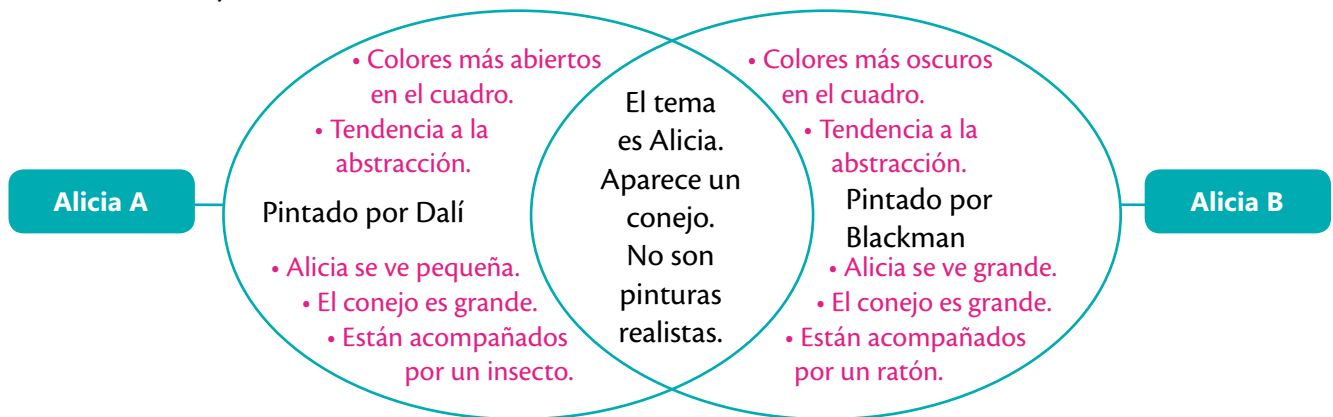 Alicia A
• Colores más abiertos
en el cuadro.
• Tendencia a la
abstracción.
Pintado por Dalí
• Alicia se ve pequeña.
• El conejo es grande.
• Están acompañados
por un insecto.
El tema
es Alicia.
Aparece un
conejo.
No son
pinturas
realistas.
• Colores más oscuros
en el cuadro.
• Tendencia a la
abstracción.
Pintado por
Blackman
• Alicia se ve grande.
• El conejo es grande.
• Están acompañados
por un ratón.
Alicia B